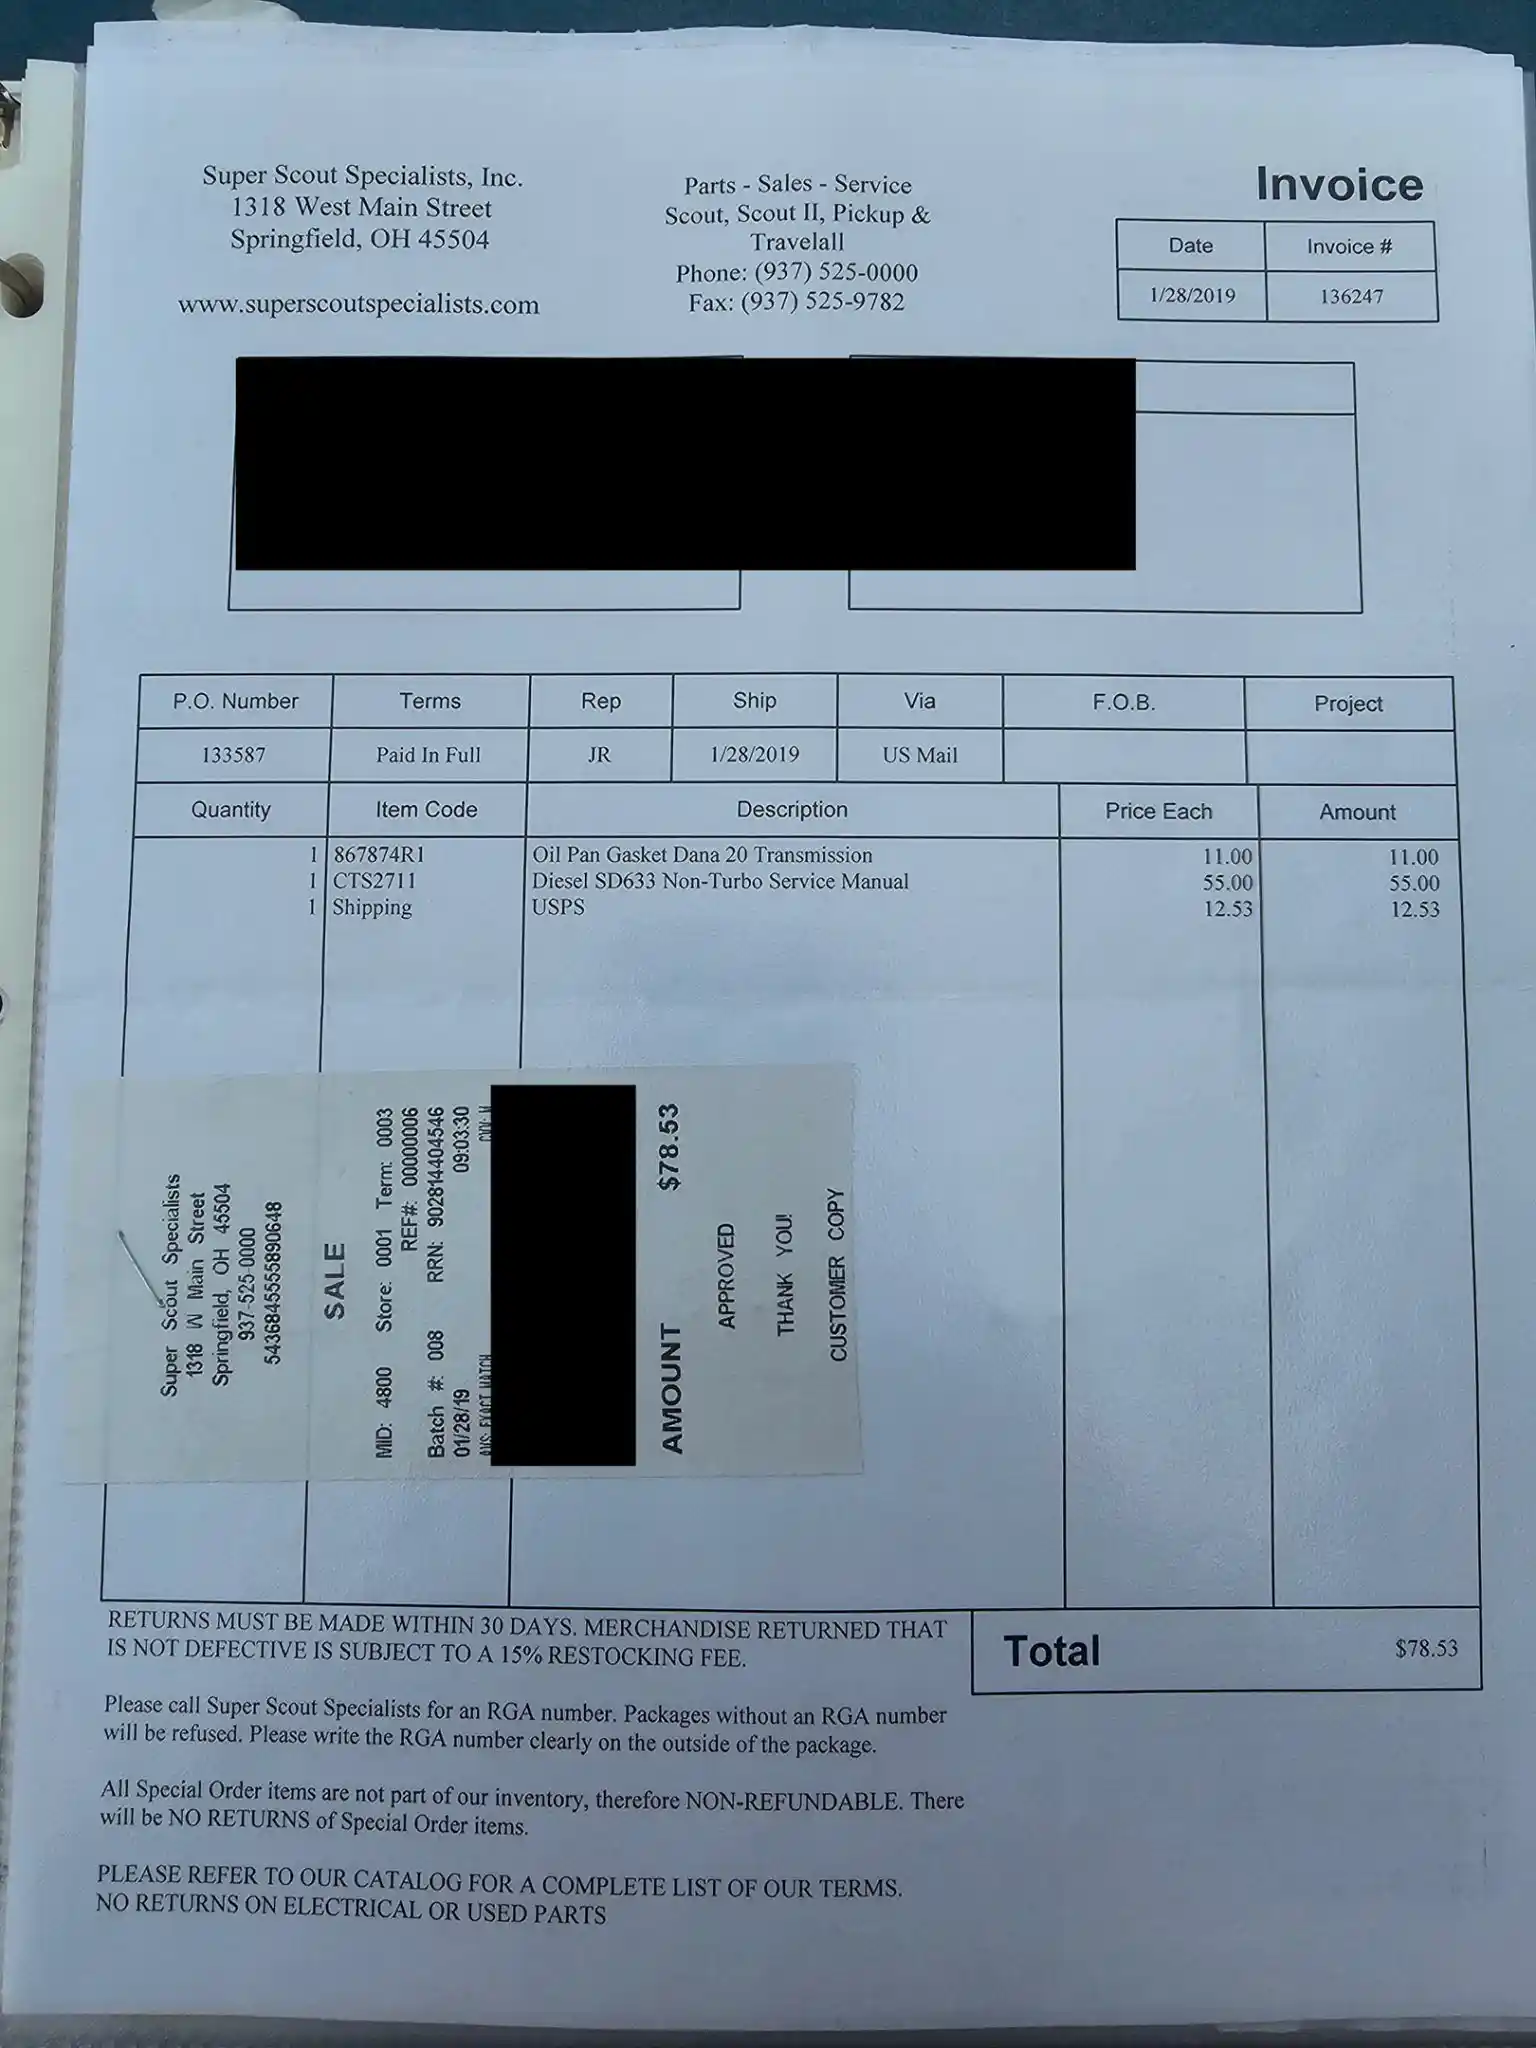 Super Scout Specialists, Inc.
1318 West Main Street
Springfield, OH 45504
www.superscoutspecialists.com
Parts - Sales - Service
Scout, Scout II, Pickup &
Travelall
Phone: (937) 525-0000
Fax: (937) 525-9782
Invoice
Date Invoice #
1/28/2019 136247
P.O. Number Terms Rep Ship Via F.O.B. Project
133587 Paid In Full JR 1/28/2019 US Mail
Quantity Item Code Description Price Each Amount
1 867874R1 Oil Pan Gasket Dana 20 Transmission 11.00 11.00
1 CTS2711 Diesel SD633 Non-Turbo Service Manual 55.00 55.00
1 Shipping USPS 12.53 12.53
Super Scout Specialists
1318 W Main Street
Springfield, OH 45504
937-525-0000
5436845555890648
SALE
MID: 4800 Store: 0001 Term: 0003
REF#: 00000006
Batch #: 008 RRN: 902814404546
01/28/19 09:03:30
AVS: EXACT MATCH CVV: M
AMOUNT $78.53
APPROVED
THANK YOU!
CUSTOMER COPY
RETURNS MUST BE MADE WITHIN 30 DAYS. MERCHANDISE RETURNED THAT
IS NOT DEFECTIVE IS SUBJECT TO A 15% RESTOCKING FEE.
Total $78.53
Please call Super Scout Specialists for an RGA number. Packages without an RGA number
will be refused. Please write the RGA number clearly on the outside of the package.
All Special Order items are not part of our inventory, therefore NON-REFUNDABLE. There
will be NO RETURNS of Special Order items.
PLEASE REFER TO OUR CATALOG FOR A COMPLETE LIST OF OUR TERMS.
NO RETURNS ON ELECTRICAL OR USED PARTS